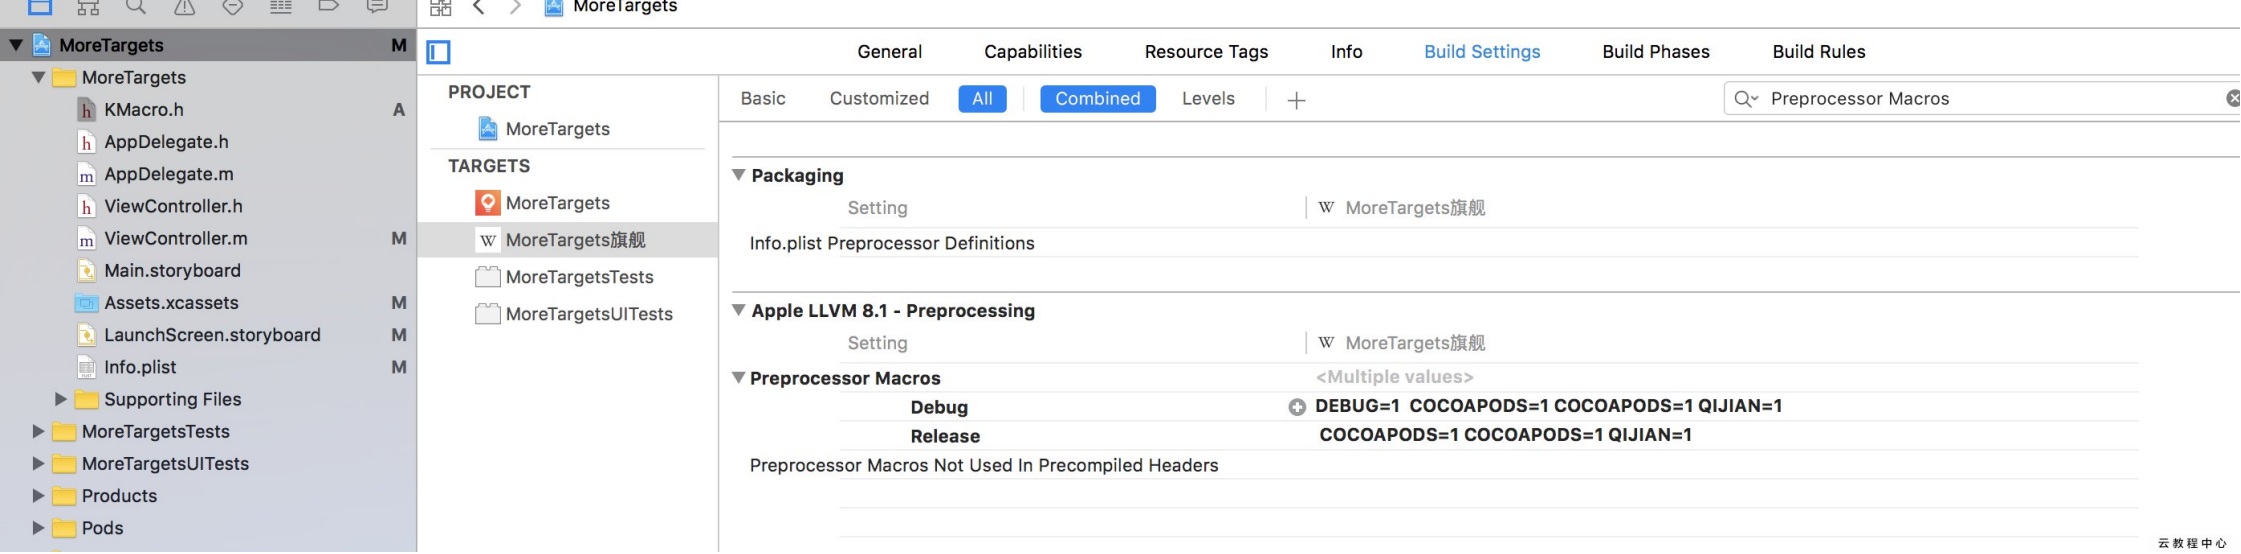 MoreTargets
MoreTargets M
MoreTargets
KMacro.h A
AppDelegate.h
AppDelegate.m
ViewController.h
ViewController.m M
Main.storyboard
Assets.xcassets M
LaunchScreen.storyboard M
Info.plist M
Supporting Files
MoreTargetsTests
MoreTargetsUITests
Products
Pods
General Capabilities Resource Tags Info Build Settings Build Phases Build Rules
PROJECT
MoreTargets
TARGETS
MoreTargets
W MoreTargets旗舰
MoreTargetsTests
MoreTargetsUITests
Basic Customized All Combined Levels Preprocessor Macros
Packaging
Setting W MoreTargets旗舰
Info.plist Preprocessor Definitions
Apple LLVM 8.1 - Preprocessing
Setting W MoreTargets旗舰
Preprocessor Macros <Multiple values>
Debug DEBUG=1 COCOAPODS=1 COCOAPODS=1 QIJIAN=1
Release COCOAPODS=1 COCOAPODS=1 QIJIAN=1
Preprocessor Macros Not Used In Precompiled Headers
云教程中心